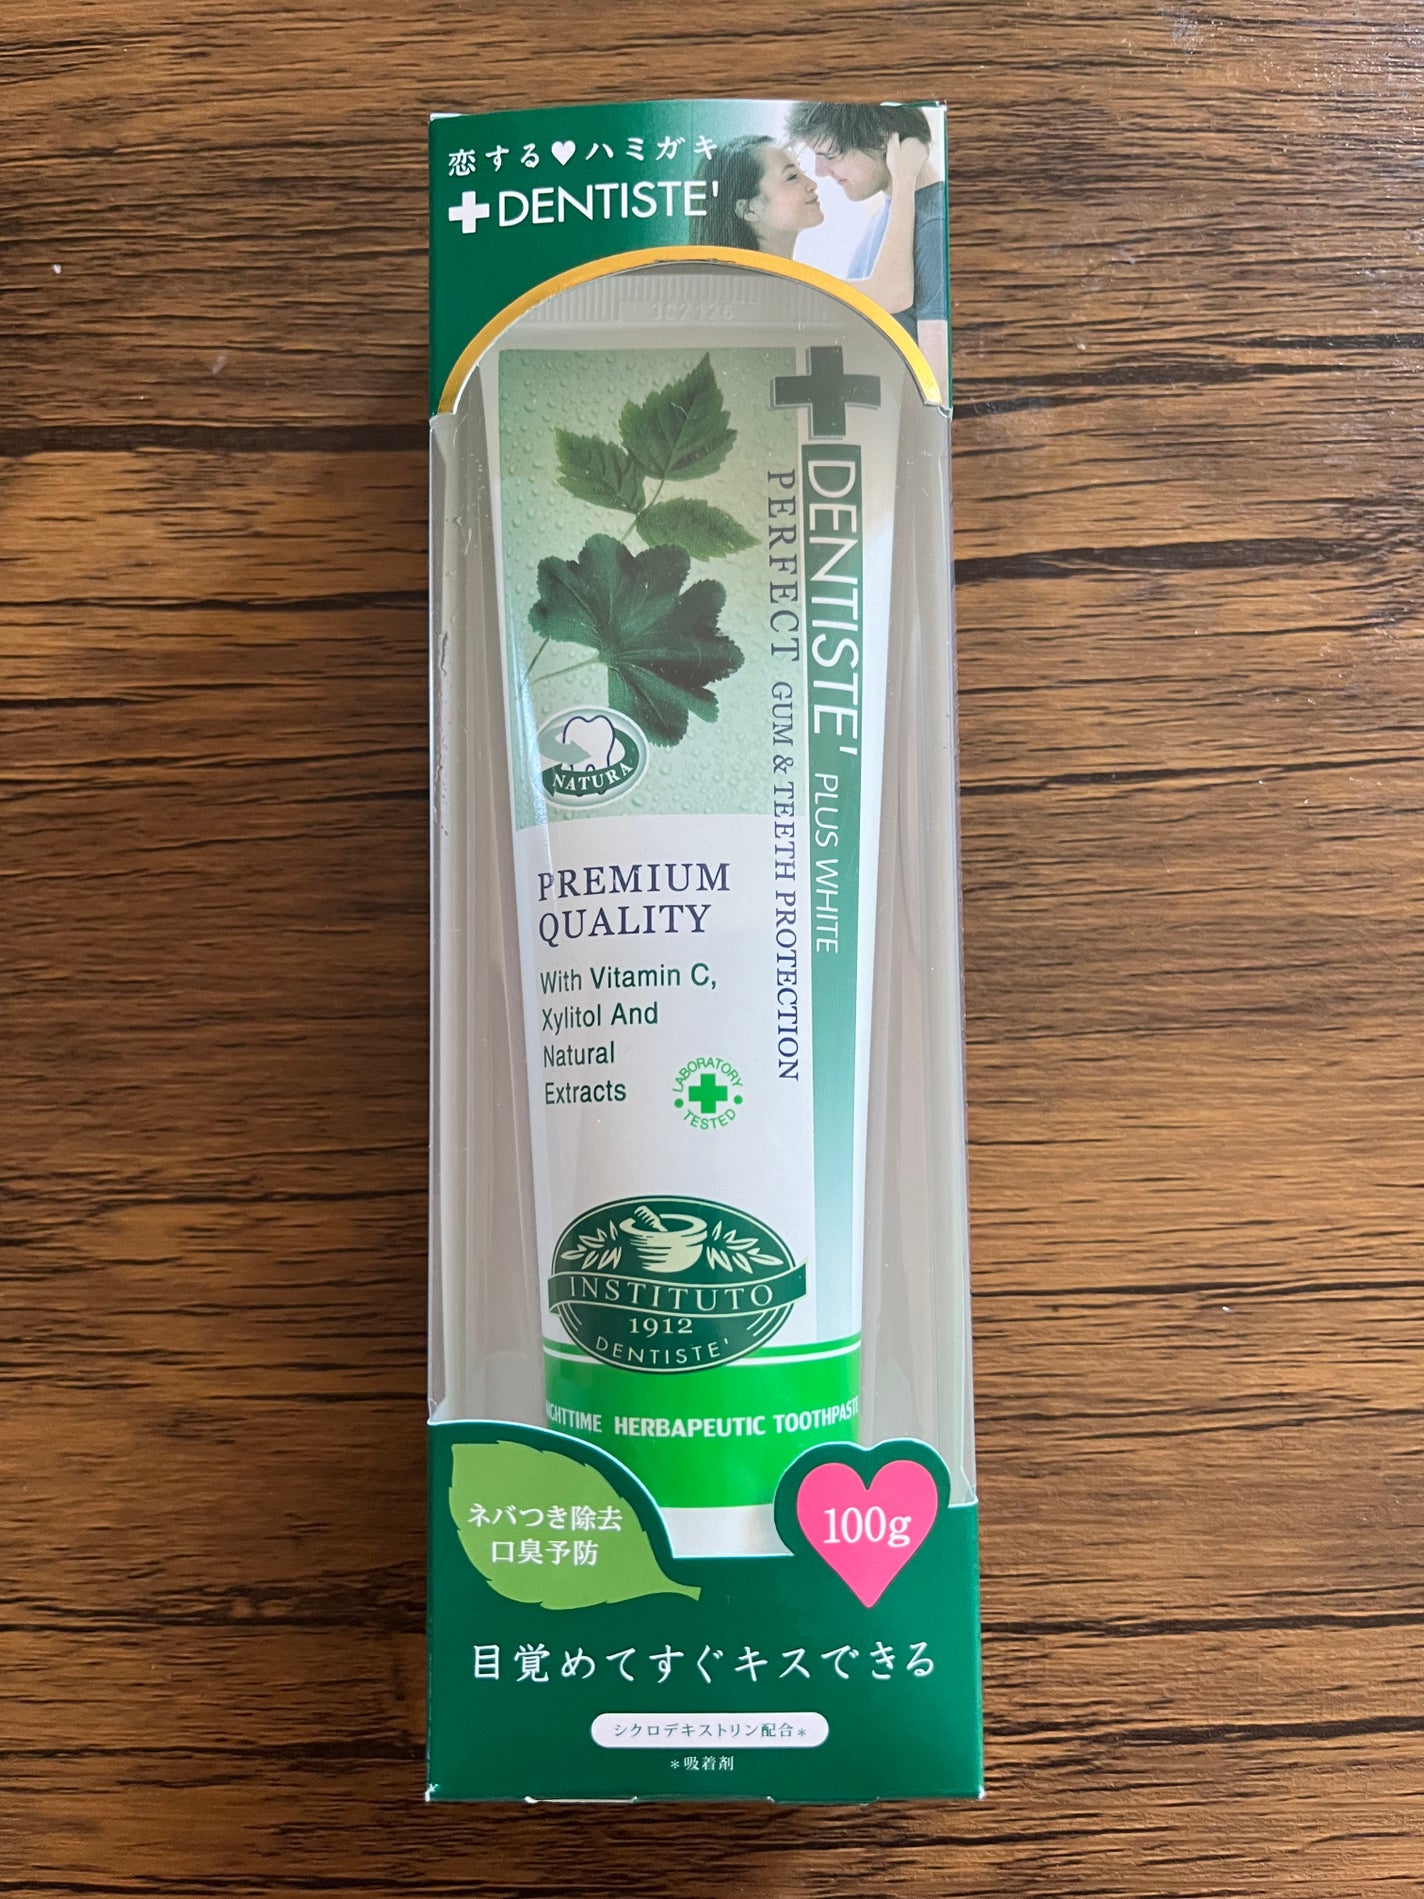 恋する♥ハミガキ
DENTISTE'
DENTISTE' PLUS WHITE
PERFECT GUM & TEETH PROTECTION
NATURA
PREMIUM
QUALITY
With Vitamin C,
Xylitol And
Natural
Extracts
LABORATORY
TESTED
INSTITUTO
1912
DENTISTE'
NIGHTTIME HERBAPEUTIC TOOTHPASTE
ネバつき除去
口臭予防
100g
目覚めてすぐキスできる
シクロデキストリン配合*
*吸着剤